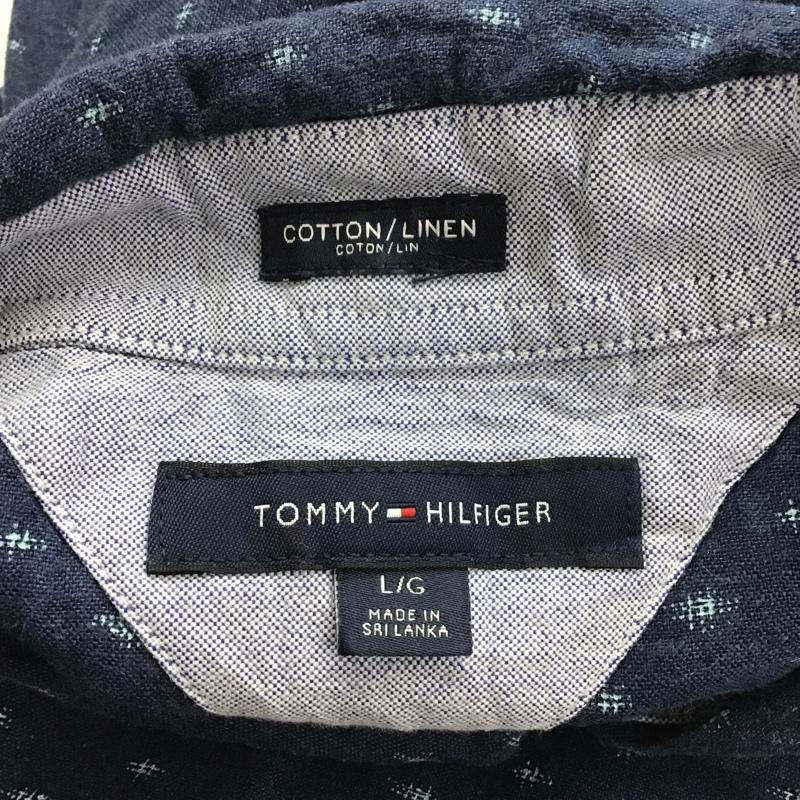 COTTON/LINEN
COTON/LIN
TOMMY HILFIGER
L/G
MADE IN
SRI LANKA